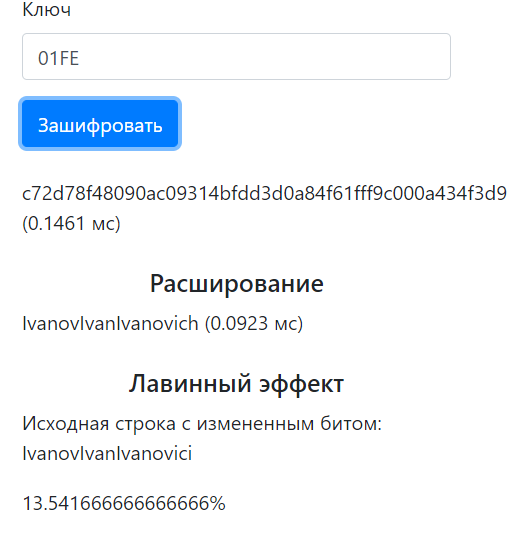 Ключ
01FE
Зашифровать
c72d78f48090ac09314bfdd3d0a84f61fff9c000a434f3d9
(0.1461 мс)
Расширование
IvanovIvanIvanovich (0.0923 мс)
Лавинный эффект
Исходная строка с измененным битом:
IvanovIvanIvanovici
13.541666666666666%